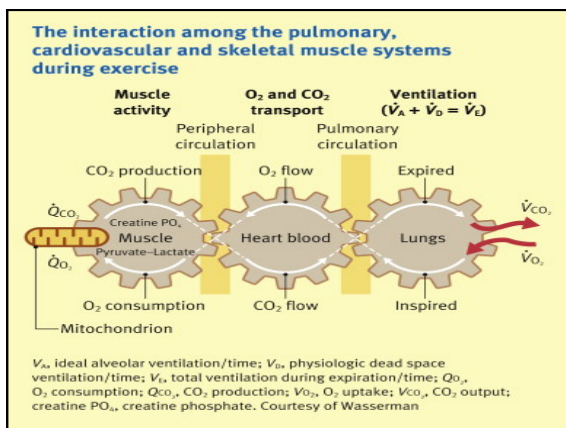 The interaction among the pulmonary,
cardiovascular and skeletal muscle systems
during exercise
Muscle
activity
O₂ and CO₂
transport
Ventilation
(V̇A + V̇D = V̇E)
Peripheral
circulation
Pulmonary
circulation
CO₂ production
O₂ flow
Expired
Q̇CO₂
Creatine PO₄
Muscle
Pyruvate–Lactate
Heart blood
Lungs
V̇CO₂
Q̇O₂
V̇O₂
O₂ consumption
CO₂ flow
Inspired
Mitochondrion
VA, ideal alveolar ventilation/time; VD, physiologic dead space
ventilation/time; VE, total ventilation during expiration/time; QO₂,
O₂ consumption; QCO₂, CO₂ production; VO₂, O₂ uptake; VCO₂, CO₂ output;
creatine PO₄, creatine phosphate. Courtesy of Wasserman